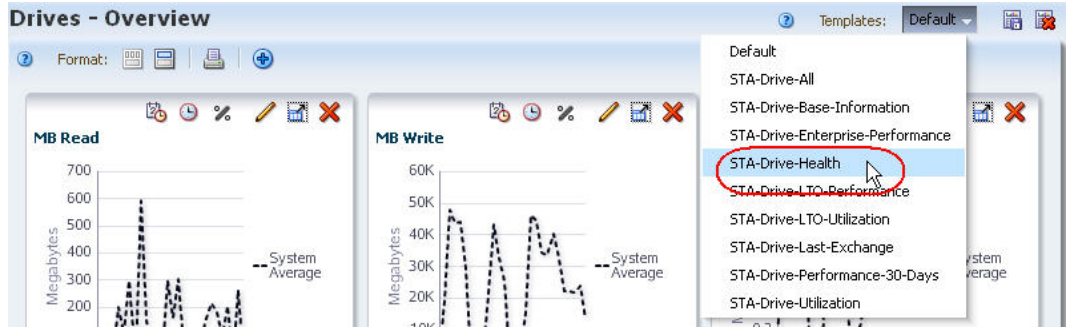 Drives - Overview
Templates: Default
Format:
Default
STA-Drive-All
STA-Drive-Base-Information
STA-Drive-Enterprise-Performance
STA-Drive-Health
STA-Drive-LTO-Performance
STA-Drive-LTO-Utilization
STA-Drive-Last-Exchange
STA-Drive-Performance-30-Days
STA-Drive-Utilization
MB Read
700
600
500
400
300
200
Megabytes
System
Average
MB Write
60K
50K
40K
30K
20K
10K
Megabytes
System
Average